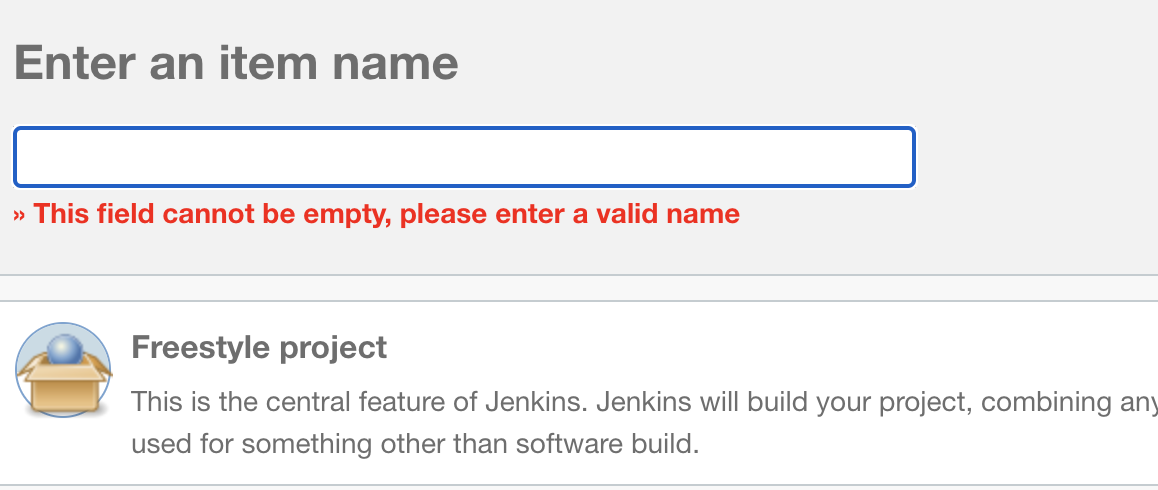 Enter an item name
» This field cannot be empty, please enter a valid name
Freestyle project
This is the central feature of Jenkins. Jenkins will build your project, combining any
used for something other than software build.